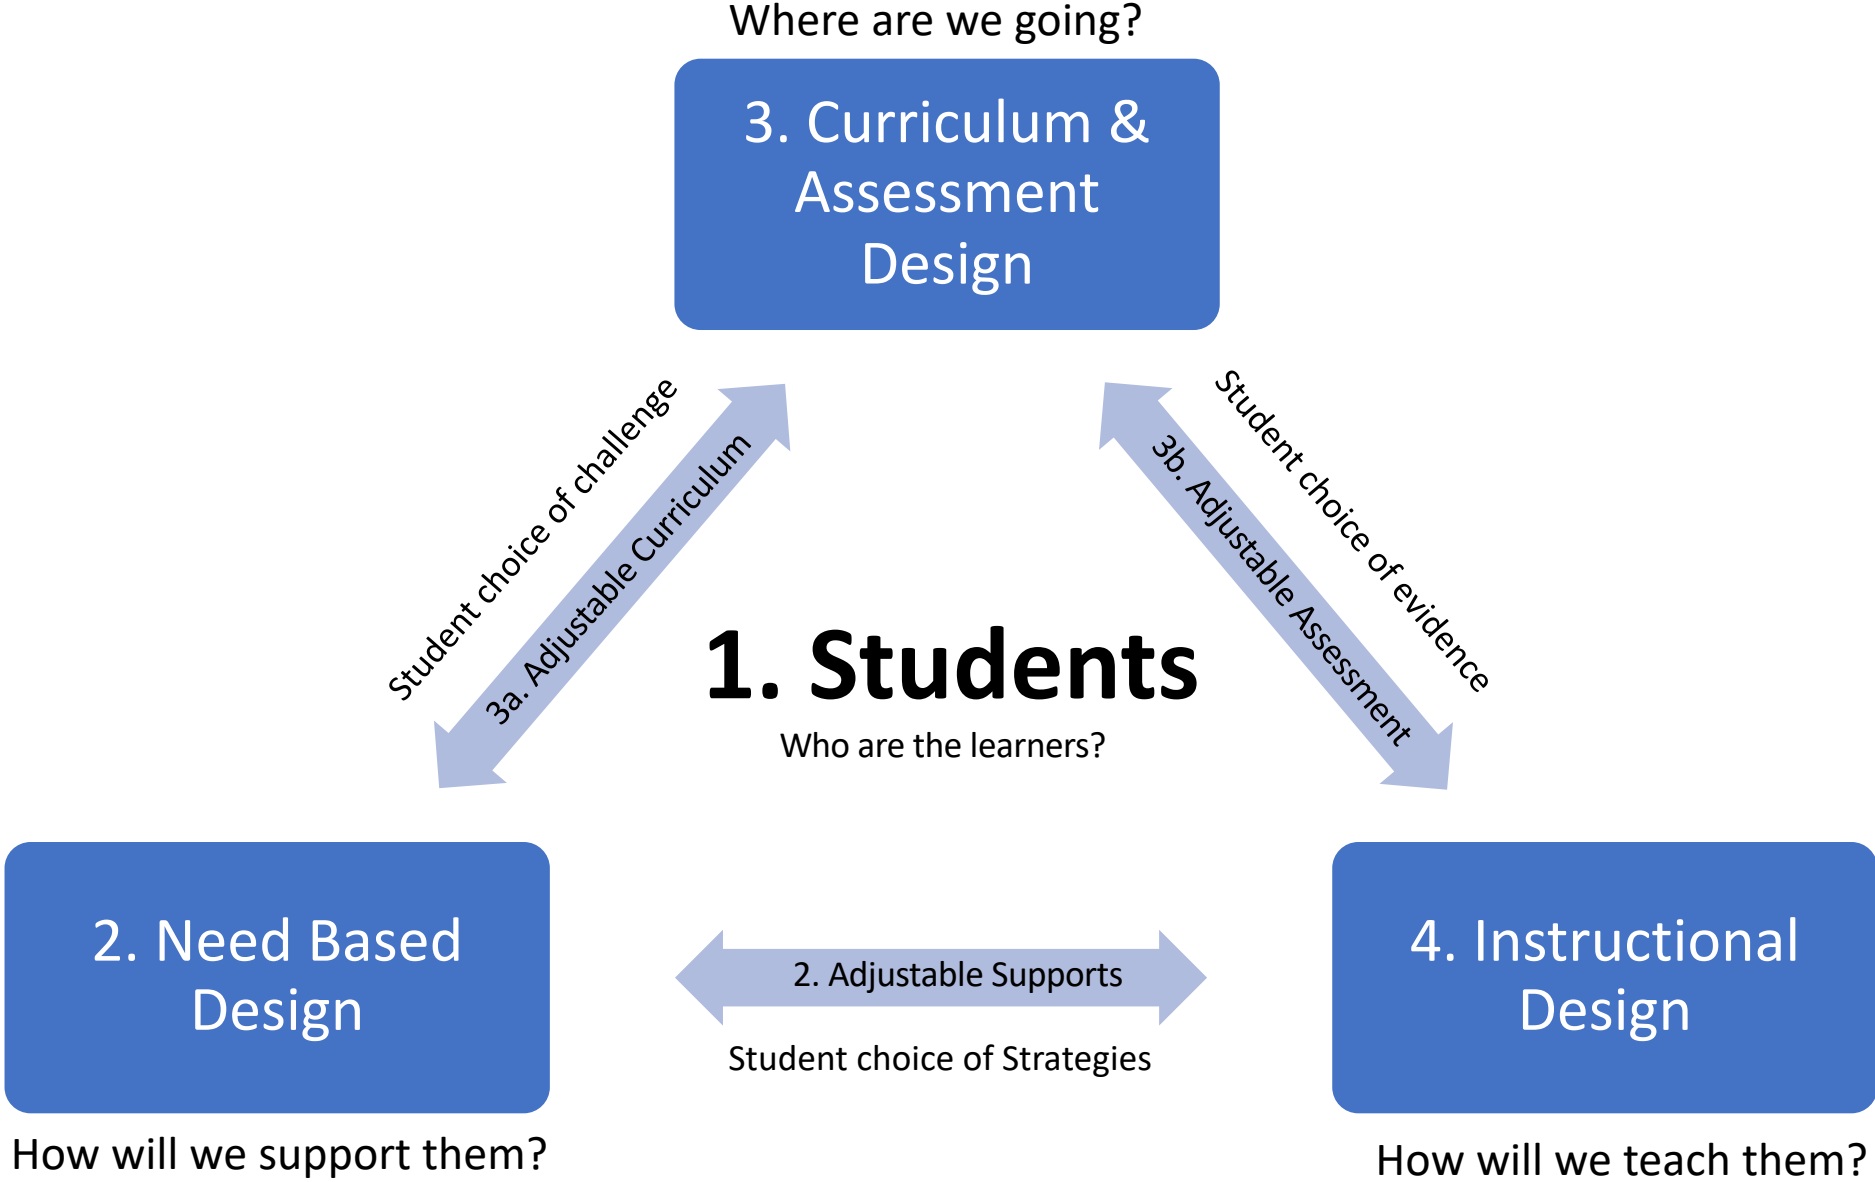 Where are we going?
3. Curriculum &
Assessment
Design
Student choice of challenge
3a. Adjustable Curriculum
3b. Adjustable Assessment
Student choice of evidence
1. Students
Who are the learners?
2. Need Based
Design
2. Adjustable Supports
Student choice of Strategies
4. Instructional
Design
How will we support them?
How will we teach them?